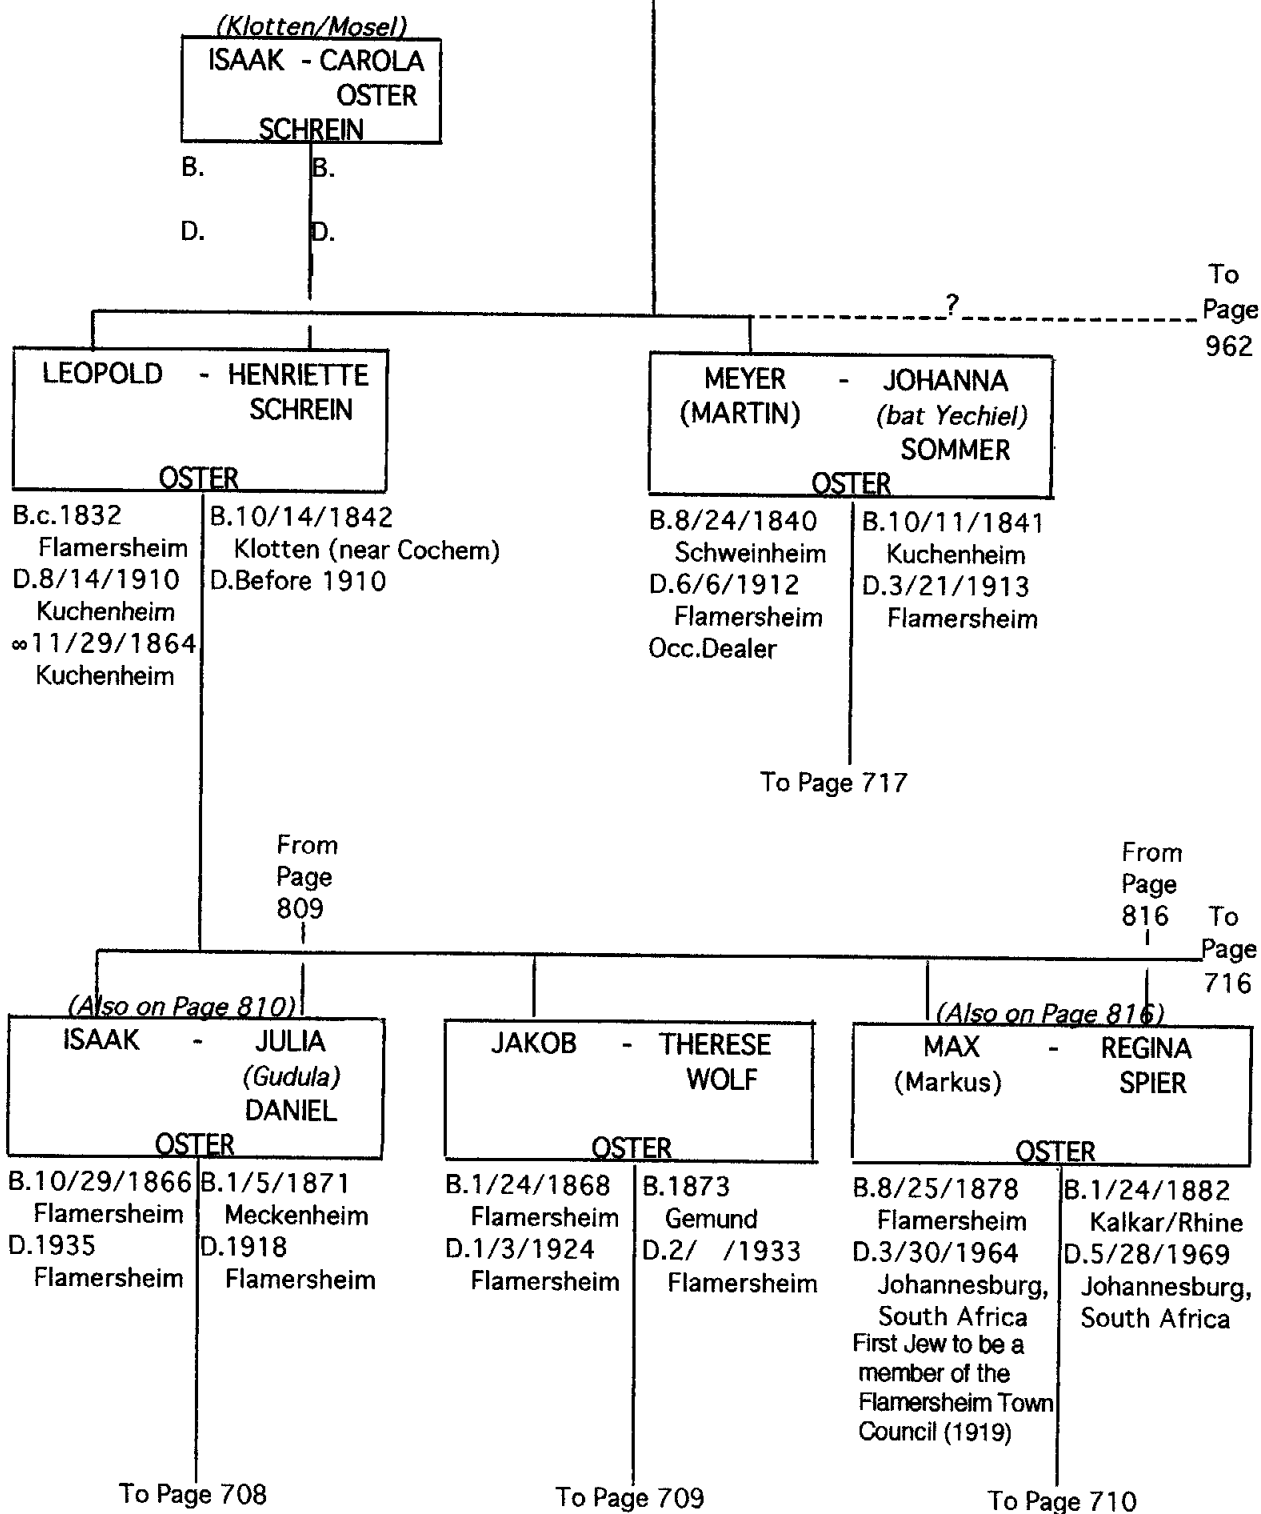 (Klotten/Mosel)
ISAAK - CAROLA
OSTER
SCHREIN
B. B.
D. D.
To
Page
962
?
LEOPOLD - HENRIETTE
SCHREIN
OSTER
B.c.1832 B.10/14/1842
Flamersheim Klotten (near Cochem)
D.8/14/1910 D.Before 1910
Kuchenheim
∞11/29/1864
Kuchenheim
MEYER - JOHANNA
(MARTIN) (bat Yechiel)
SOMMER
OSTER
B.8/24/1840 B.10/11/1841
Schweinheim Kuchenheim
D.6/6/1912 D.3/21/1913
Flamersheim Flamersheim
Occ.Dealer
To Page 717
From
Page
809
From
Page
816
To
Page
716
(Also on Page 810)
ISAAK - JULIA
(Gudula)
DANIEL
OSTER
B.10/29/1866 B.1/5/1871
Flamersheim Meckenheim
D.1935 D.1918
Flamersheim Flamersheim
To Page 708
JAKOB - THERESE
WOLF
OSTER
B.1/24/1868 B.1873
Flamersheim Gemund
D.1/3/1924 D.2/ /1933
Flamersheim Flamersheim
To Page 709
(Also on Page 816)
MAX - REGINA
(Markus) SPIER
OSTER
B.8/25/1878 B.1/24/1882
Flamersheim Kalkar/Rhine
D.3/30/1964 D.5/28/1969
Johannesburg, Johannesburg,
South Africa South Africa
First Jew to be a
member of the
Flamersheim Town
Council (1919)
To Page 710